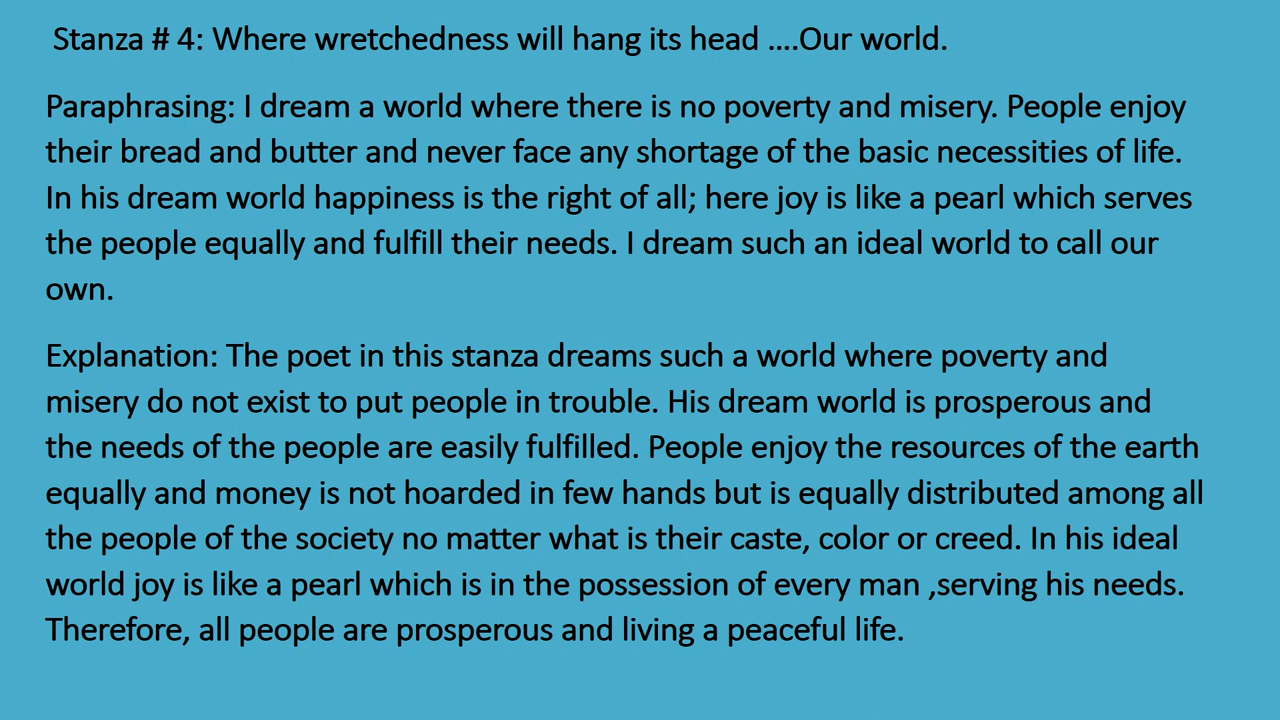 Stanza # 4: Where wretchedness will hang its head ....Our world.
Paraphrasing: I dream a world where there is no poverty and misery. People enjoy
their bread and butter and never face any shortage of the basic necessities of life.
In his dream world happiness is the right of all; here joy is like a pearl which serves
the people equally and fulfill their needs. I dream such an ideal world to call our
own.
Explanation: The poet in this stanza dreams such a world where poverty and
misery do not exist to put people in trouble. His dream world is prosperous and
the needs of the people are easily fulfilled. People enjoy the resources of the earth
equally and money is not hoarded in few hands but is equally distributed among all
the people of the society no matter what is their caste, color or creed. In his ideal
world joy is like a pearl which is in the possession of every man ,serving his needs.
Therefore, all people are prosperous and living a peaceful life.